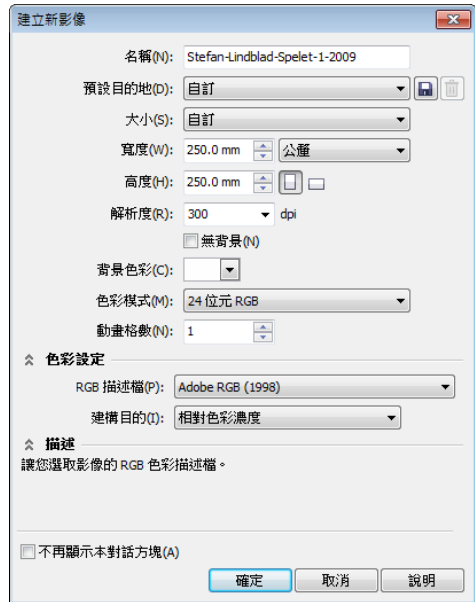 建立新影像
名稱(N): Stefan-Lindblad-Spelet-1-2009
預設目的地(D): 自訂
大小(S): 自訂
寬度(W): 250.0 mm 公釐
高度(H): 250.0 mm
解析度(R): 300 dpi
無背景(N)
背景色彩(C):
色彩模式(M): 24 位元 RGB
動畫格數(N): 1
色彩設定
RGB 描述檔(P): Adobe RGB (1998)
建構目的(I): 相對色彩濃度
描述
讓您選取影像的 RGB 色彩描述檔。
不再顯示本對話方塊(A)
確定 取消 說明